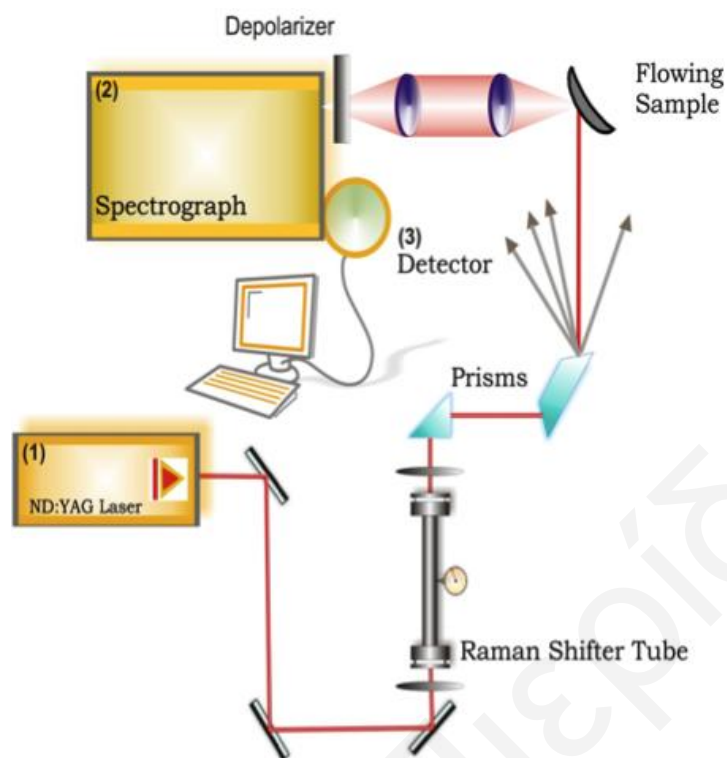 Depolarizer
(2)
Spectrograph
Flowing
Sample
(3)
Detector
Prisms
(1)
ND:YAG Laser
Raman Shifter Tube